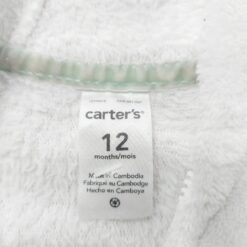 carter's®
12
months/mois
Made in Cambodia
Fabriqué au Cambodge
Hecho en Camboya